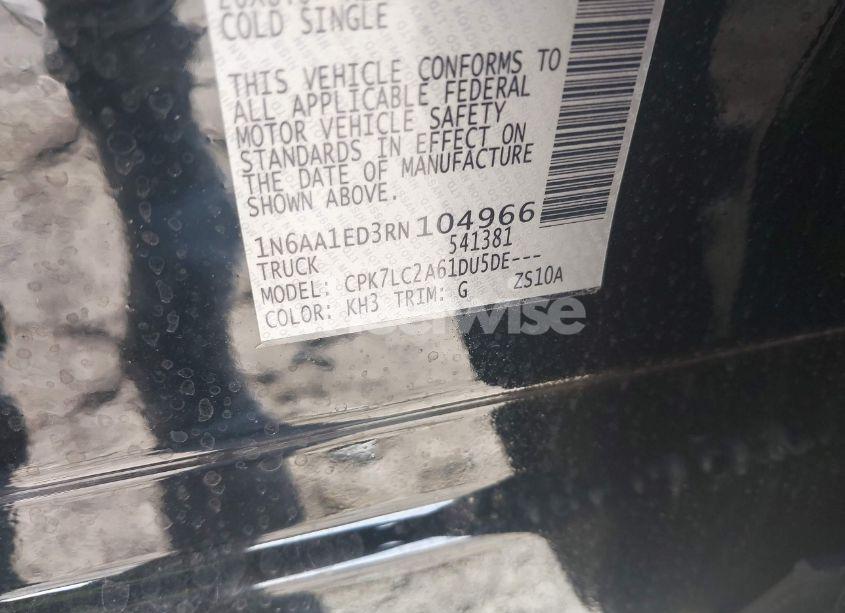 COLD SINGLE
THIS VEHICLE CONFORMS TO
ALL APPLICABLE FEDERAL
MOTOR VEHICLE SAFETY
STANDARDS IN EFFECT ON
THE DATE OF MANUFACTURE
SHOWN ABOVE.
1N6AA1ED3RN104966
TRUCK 541381
MODEL: CPK7LC2A61DU5DE---
COLOR: KH3 TRIM: G ZS10A